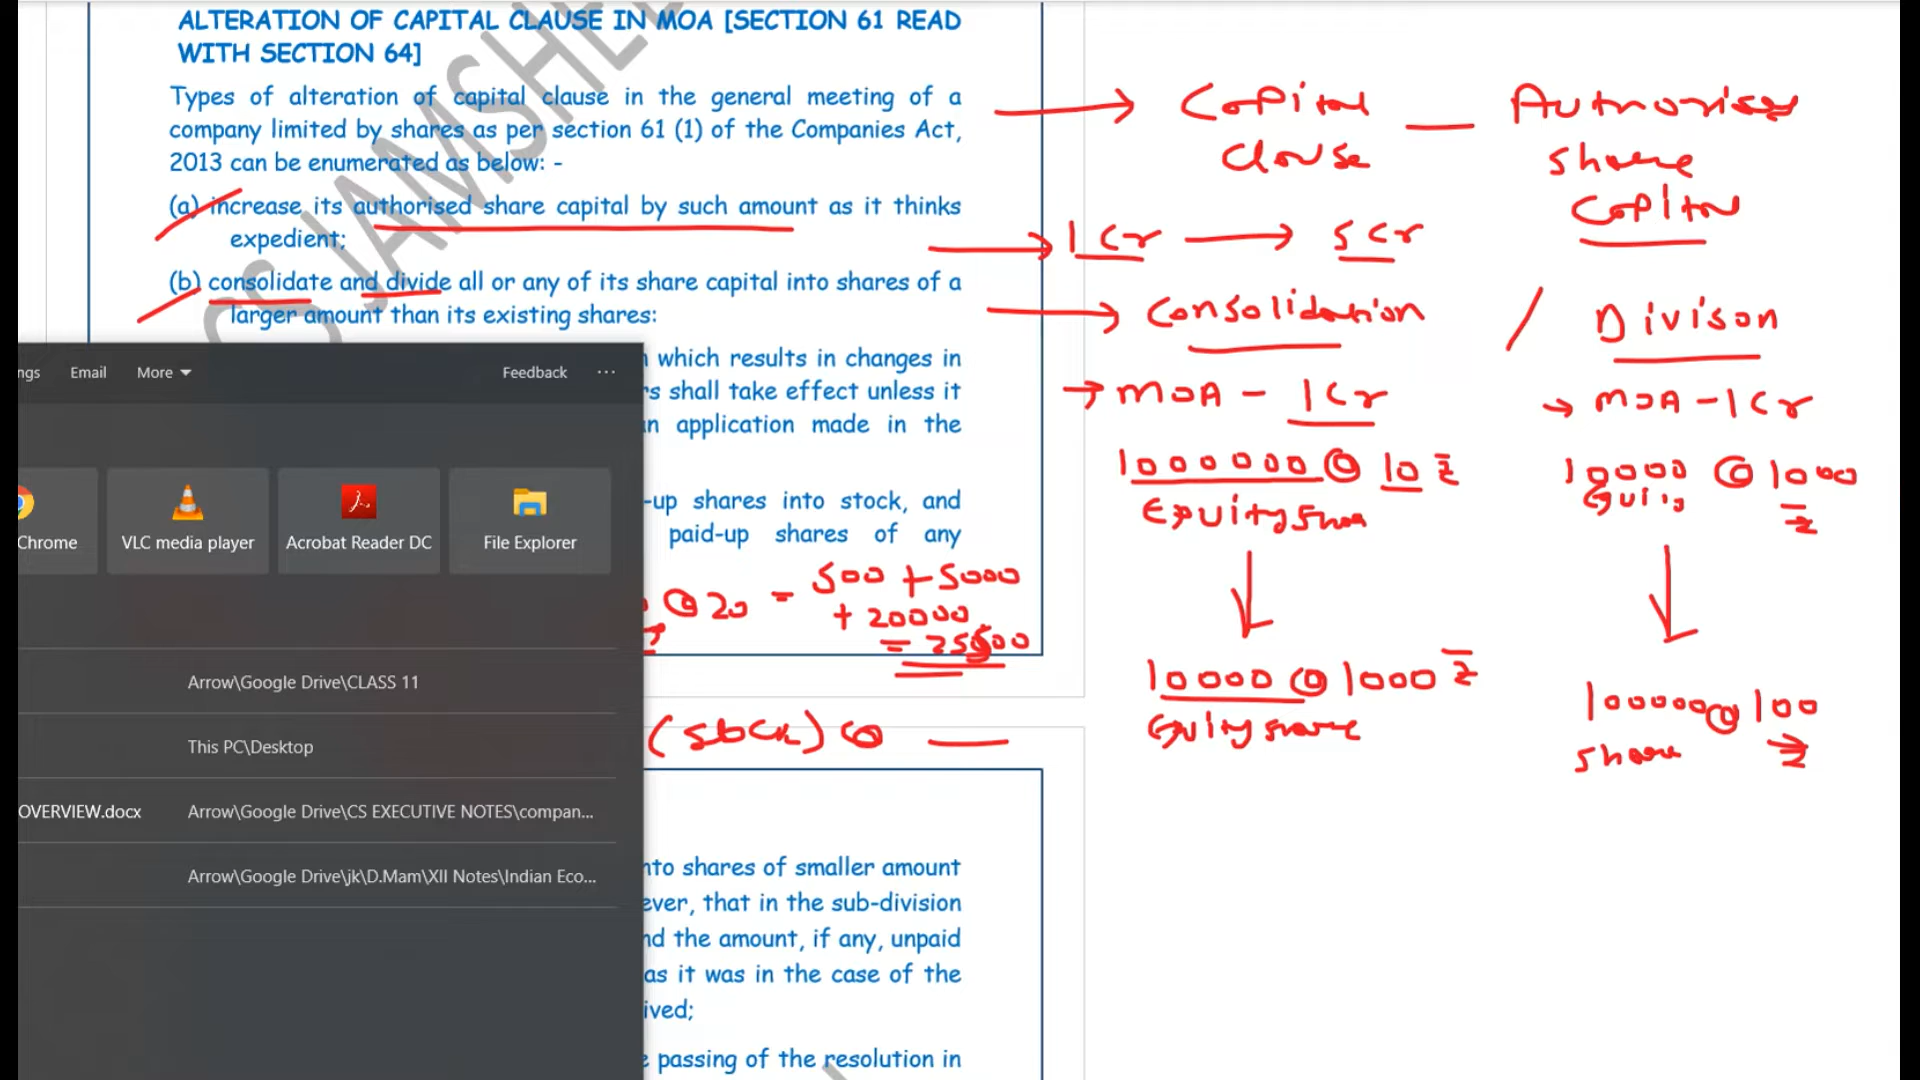 ALTERATION OF CAPITAL CLAUSE IN MOA [SECTION 61 READ
WITH SECTION 64]
Types of alteration of capital clause in the general meeting of a
company limited by shares as per section 61 (1) of the Companies Act,
2013 can be enumerated as below: -
(a) increase its authorised share capital by such amount as it thinks
expedient;
(b) consolidate and divide all or any of its share capital into shares of a
larger amount than its existing shares:
which results in changes in
shall take effect unless it
an application made in the
-up shares into stock, and
paid-up shares of any
@ 20 = 500 + 5000
+ 20000
= 25500
(stock) @ —
into shares of smaller amount
that in the sub-division
the amount, if any, unpaid
as it was in the case of the
passing of the resolution in
CS JAMSHE
ngs Email More Feedback ...
Chrome VLC media player Acrobat Reader DC File Explorer
Arrow\Google Drive\CLASS 11
This PC\Desktop
OVERVIEW.docx Arrow\Google Drive\CS EXECUTIVE NOTES\compan...
Arrow\Google Drive\jk\D.Mam\XII Notes\Indian Eco...
→ Capital — Authorised
Clause Share
Capital
→ 1 Cr → 5 Cr
→ Consolidation / Divison
→ MOA - 1 Cr → MOA - 1 Cr
1000000 @ 10 10000 @ 1000
Equity Equity
10000 @ 1000 100000 @ 100
Equity share share